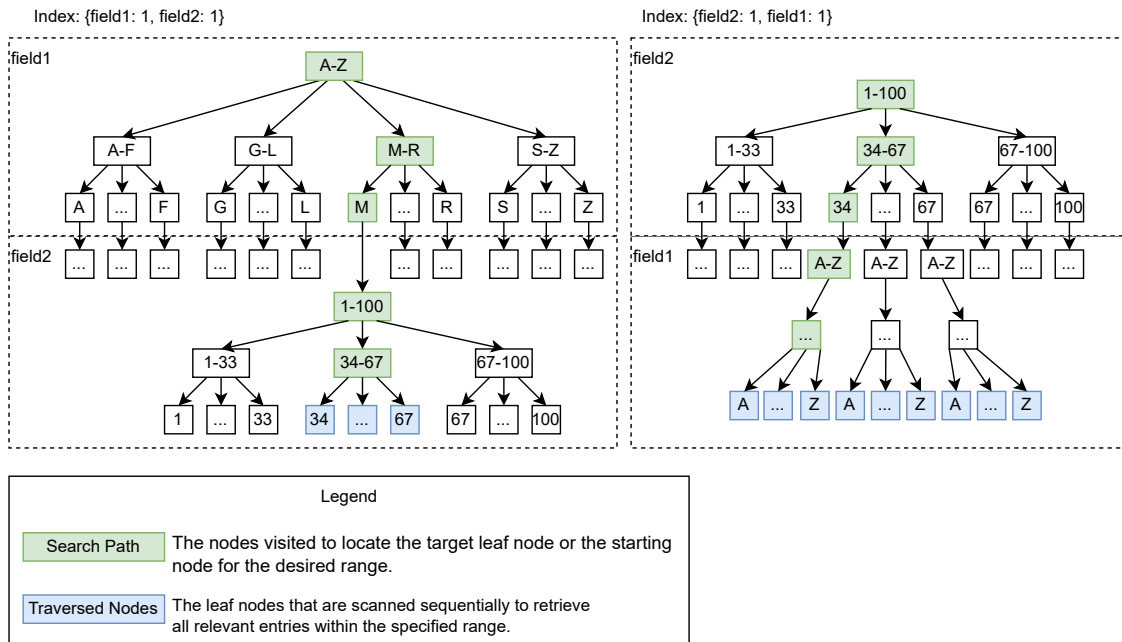 Index: {field1: 1, field2: 1}
field1
A-Z
A-F G-L M-R S-Z
A ... F G ... L M ... R S ... Z
field2
... ... ... ... ... ... ... ... ... ... ...
1-100
1-33 34-67 67-100
1 ... 33 34 ... 67 67 ... 100
Index: {field2: 1, field1: 1}
field2
1-100
1-33 34-67 67-100
1 ... 33 34 ... 67 67 ... 100
field1
... ... ... A-Z A-Z A-Z ... ... ...
... ... ...
A ... Z A ... Z A ... Z
Legend
Search Path
The nodes visited to locate the target leaf node or the starting
node for the desired range.
Traversed Nodes
The leaf nodes that are scanned sequentially to retrieve
all relevant entries within the specified range.